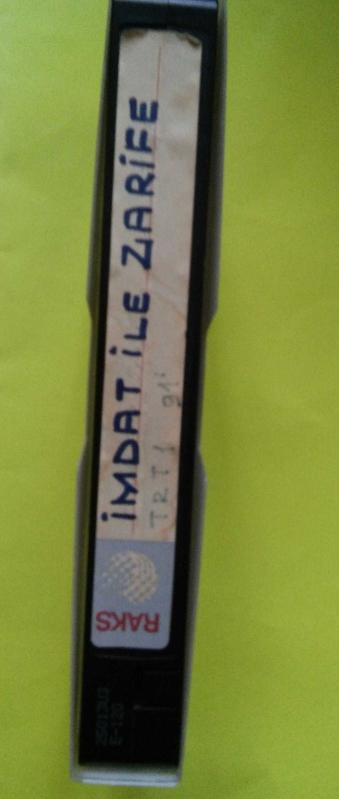 İMDAT İLE ZARİFE
TRT 1 91'
RAKS
E-120